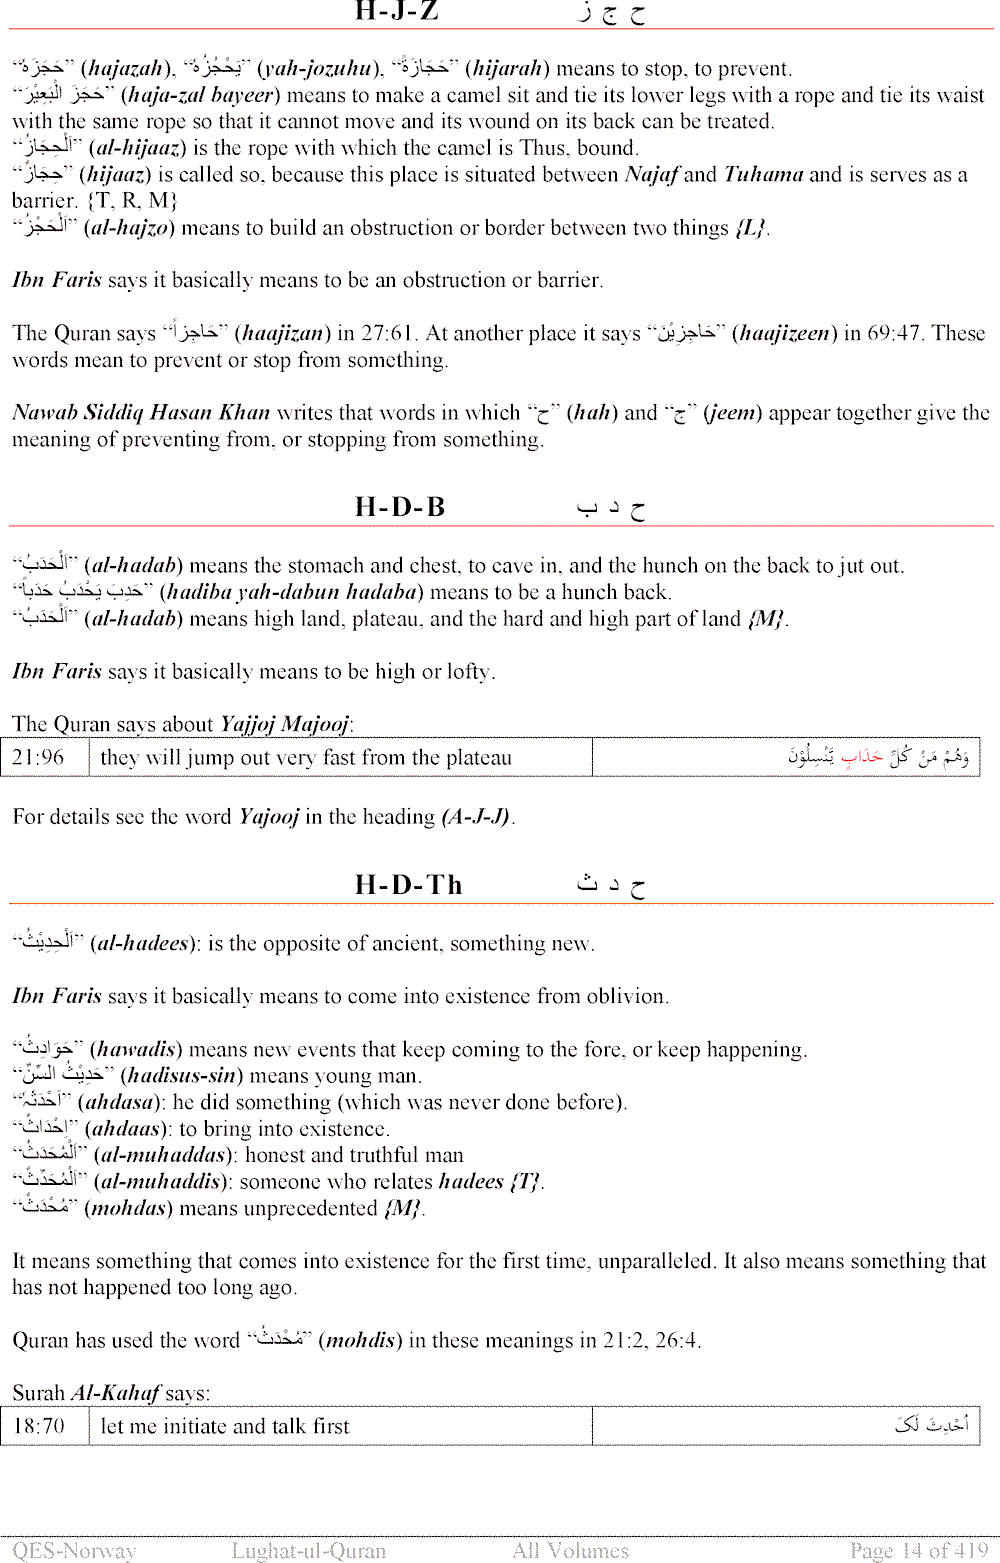 H-J-Z ح ج ز
“حَجَزَهٗ” (hajazah), “يَحْجُزُهٗ” (yah-jozuhu), “حَجَازَةً” (hijarah) means to stop, to prevent.
“حَجَزَ الْبَعِيْرَ” (haja-zal bayeer) means to make a camel sit and tie its lower legs with a rope and tie its waist
with the same rope so that it cannot move and its wound on its back can be treated.
“اَلْحِجَازُ” (al-hijaaz) is the rope with which the camel is Thus, bound.
“حِجَازٌ” (hijaaz) is called so, because this place is situated between Najaf and Tuhama and is serves as a
barrier. {T, R, M}
“اَلْحَجْزُ” (al-hajzo) means to build an obstruction or border between two things {L}.
Ibn Faris says it basically means to be an obstruction or barrier.
The Quran says “حَاجِزاً” (haajizan) in 27:61. At another place it says “حَاجِزِيْنَ” (haajizeen) in 69:47. These
words mean to prevent or stop from something.
Nawab Siddiq Hasan Khan writes that words in which “ح” (hah) and “ج” (jeem) appear together give the
meaning of preventing from, or stopping from something.
H-D-B ح د ب
“اَلْحَدَبُ” (al-hadab) means the stomach and chest, to cave in, and the hunch on the back to jut out.
“حَدِبَ يَحْدَبُ حَدَباً” (hadiba yah-dabun hadaba) means to be a hunch back.
“اَلْحَدَبُ” (al-hadab) means high land, plateau, and the hard and high part of land {M}.
Ibn Faris says it basically means to be high or lofty.
The Quran says about Yajjoj Majooj:
21:96 they will jump out very fast from the plateau وَهُمْ مَنْ كُلِّ حَدَابٍ يَّنْسِلُوْنَ
For details see the word Yajooj in the heading (A-J-J).
H-D-Th ح د ث
“اَلْحِدِيْثُ” (al-hadees): is the opposite of ancient, something new.
Ibn Faris says it basically means to come into existence from oblivion.
“حَوَادِثُ” (hawadis) means new events that keep coming to the fore, or keep happening.
“حَدِيْثُ السِّنِّ” (hadisus-sin) means young man.
“اَحْدَثَہٗ” (ahdasa): he did something (which was never done before).
“اِحْدَاثٌ” (ahdaas): to bring into existence.
“اَلْمُحَدَثُ” (al-muhaddas): honest and truthful man
“اَلْمُحَدِّثٌ” (al-muhaddis): someone who relates hadees {T}.
“مُحْدَثٌ” (mohdas) means unprecedented {M}.
It means something that comes into existence for the first time, unparalleled. It also means something that
has not happened too long ago.
Quran has used the word “مُحْدَثُ” (mohdis) in these meanings in 21:2, 26:4.
Surah Al-Kahaf says:
18:70 let me initiate and talk first اُحْدِثَ لَکَ
QES-Norway Lughat-ul-Quran All Volumes Page 14 of 419